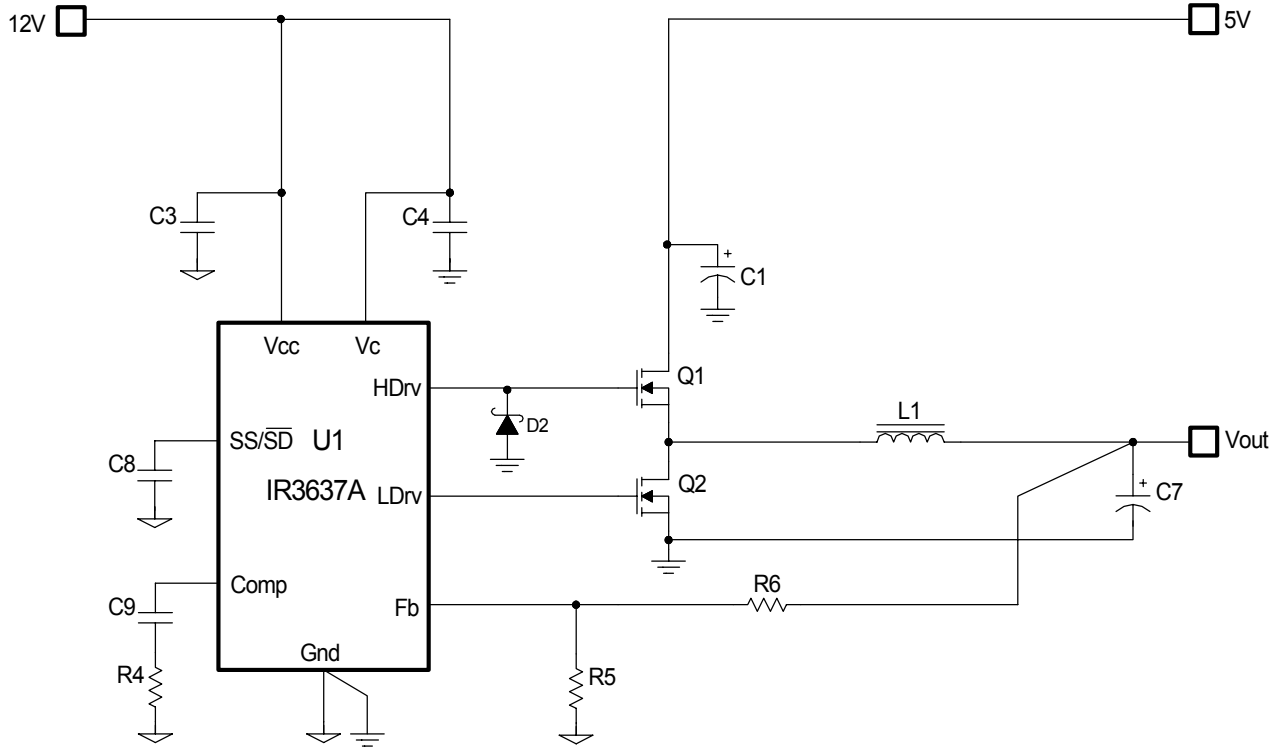 12V
5V
C3
C4
+
C1
Vcc
Vc
HDrv
Q1
D2
L1
SS/SD
U1
Vout
C8
IR3637A
LDrv
Q2
+
C7
Comp
R6
C9
Fb
Gnd
R4
R5